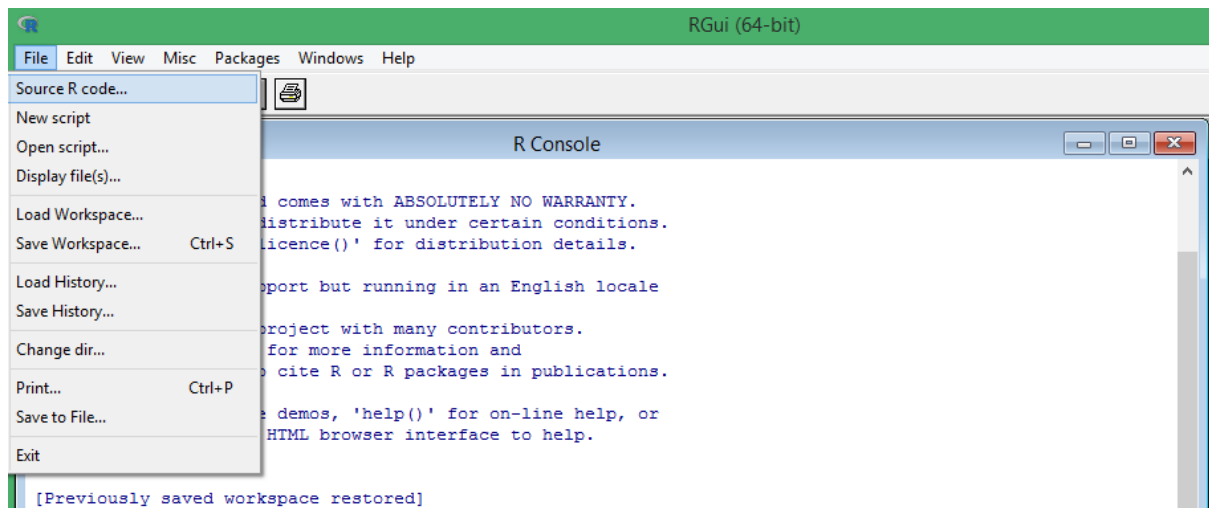 RGui (64-bit)
File Edit View Misc Packages Windows Help
Source R code...
New script
Open script...
Display file(s)...
Load Workspace...
Save Workspace... Ctrl+S
Load History...
Save History...
Change dir...
Print... Ctrl+P
Save to File...
Exit
R Console
comes with ABSOLUTELY NO WARRANTY.
distribute it under certain conditions.
licence()' for distribution details.
but running in an English locale
project with many contributors.
for more information and
cite R or R packages in publications.
demos, 'help()' for on-line help, or
HTML browser interface to help.
[Previously saved workspace restored]